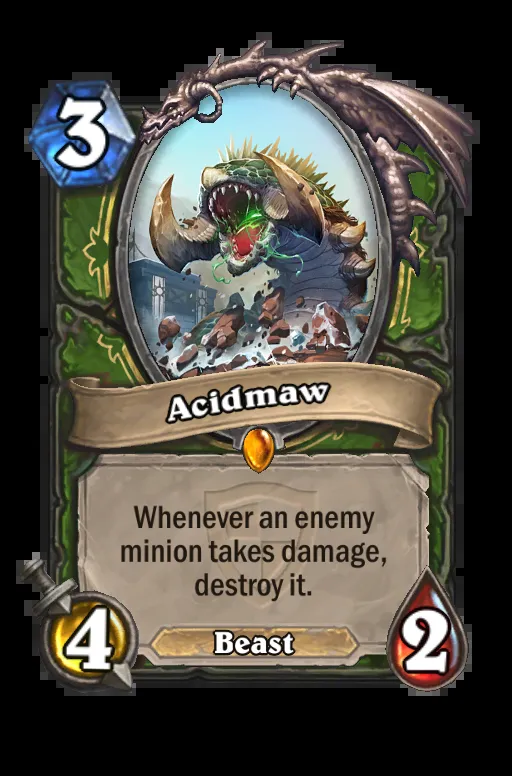 3
Acidmaw
Whenever an enemy
minion takes damage,
destroy it.
4
Beast
2